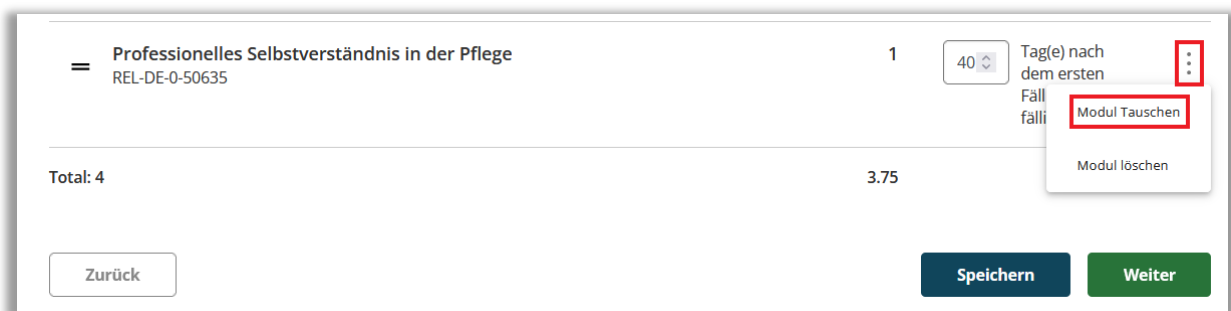 Professionelles Selbstverständnis in der Pflege
REL-DE-0-50635
1
40
Tag(e) nach
dem ersten
Modul Tauschen
Modul löschen
Total: 4
3.75
Zurück
Speichern
Weiter